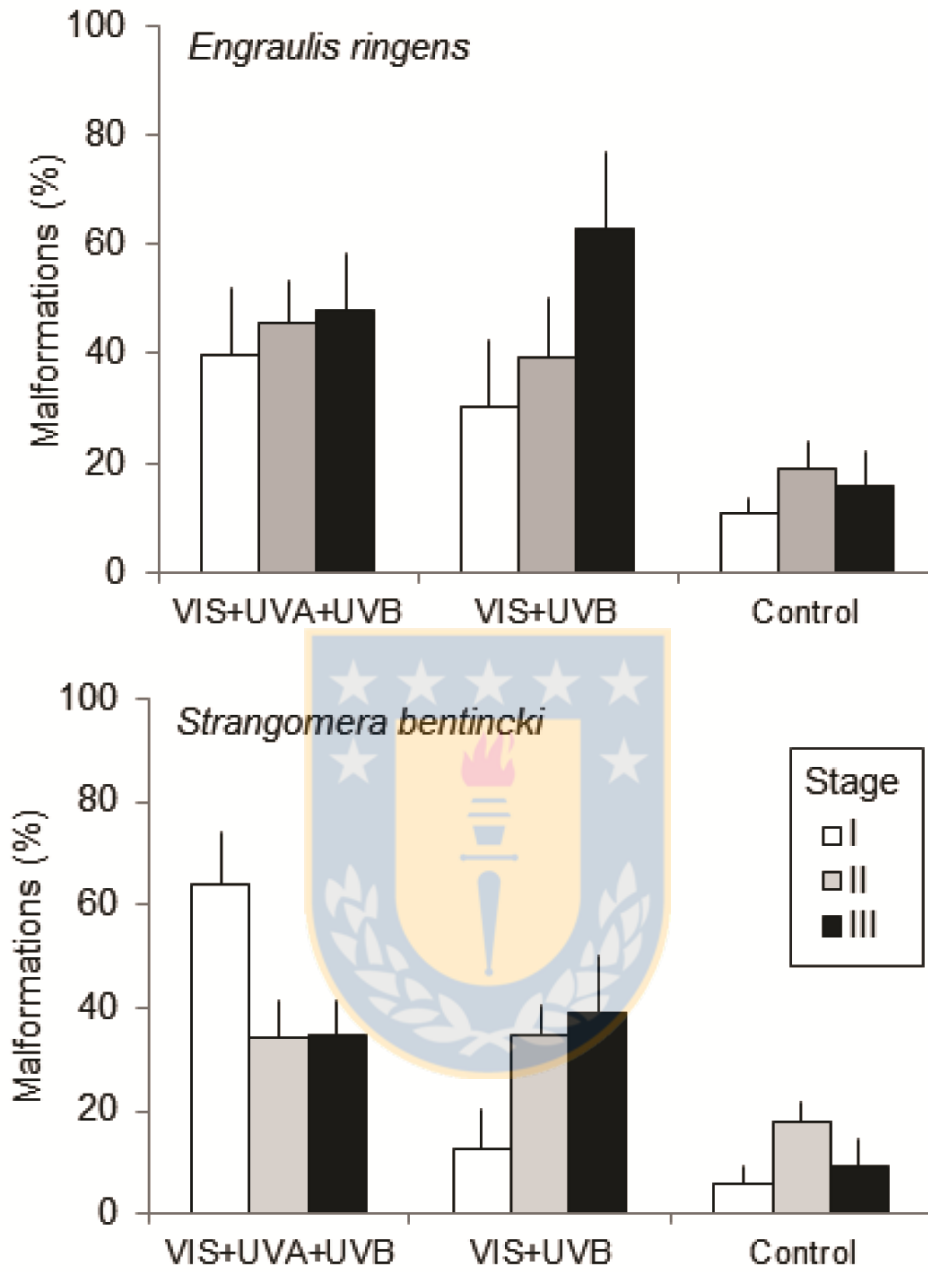 100
Engraulis ringens
80
60
40
20
0
Malformations (%)
VIS+UVA+UVB VIS+UVB Control
100
Strangomera bentincki
80
60
40
20
0
Malformations (%)
Stage
I
II
III
VIS+UVA+UVB VIS+UVB Control